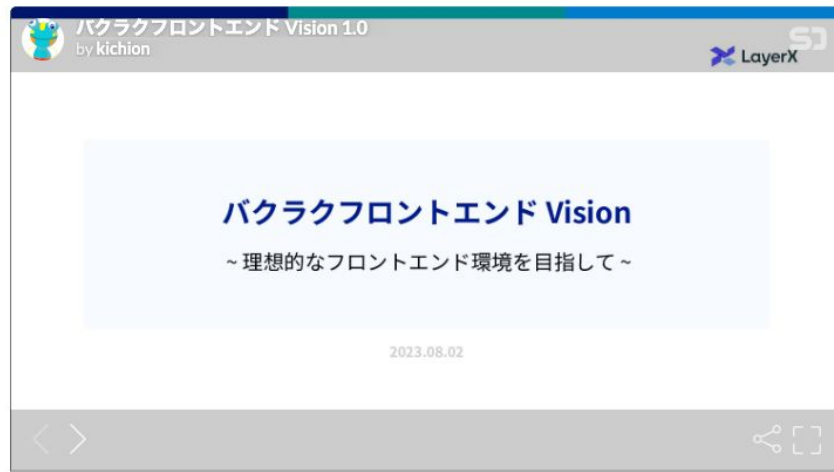 バクラクフロントエンド Vision 1.0
by kichion
LayerX
バクラクフロントエンド Vision
~ 理想的なフロントエンド環境を目指して ~
2023.08.02